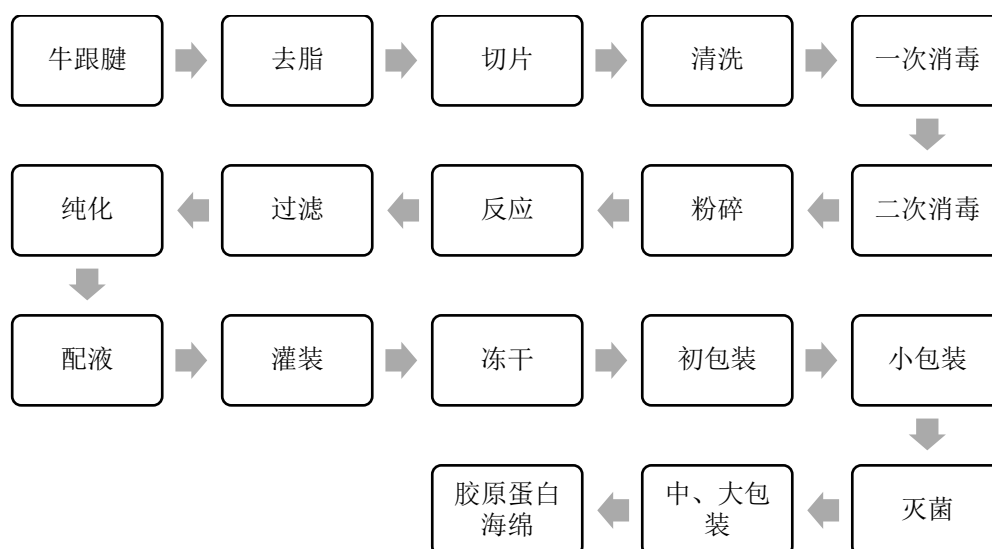 牛跟腱
去脂
切片
清洗
一次消毒
纯化
过滤
反应
粉碎
二次消毒
配液
灌装
冻干
初包装
小包装
胶原蛋白
海绵
中、大包
装
灭菌